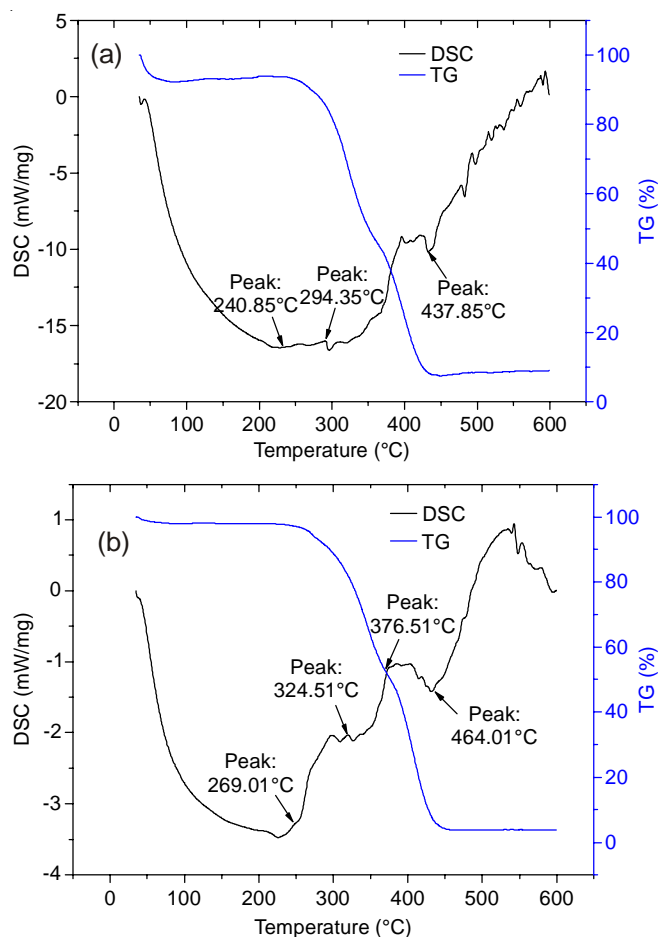 (a)
DSC
TG
5
0
-5
-10
-15
-20
100
80
60
40
20
0
DSC (mW/mg)
TG (%)
Peak:
240.85°C
Peak:
294.35°C
Peak:
437.85°C
0 100 200 300 400 500 600
Temperature (°C)
(b)
DSC
TG
1
0
-1
-2
-3
-4
100
80
60
40
20
0
DSC (mW/mg)
TG (%)
Peak:
376.51°C
Peak:
324.51°C
Peak:
464.01°C
Peak:
269.01°C
0 100 200 300 400 500 600
Temperature (°C)